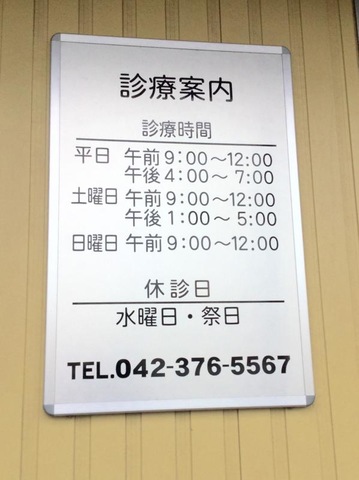 診療案内
診療時間
平日 午前9:00〜12:00
午後4:00〜 7:00
土曜日 午前9:00〜12:00
午後1:00〜 5:00
日曜日 午前9:00〜12:00
休診日
水曜日・祭日
TEL.042-376-5567